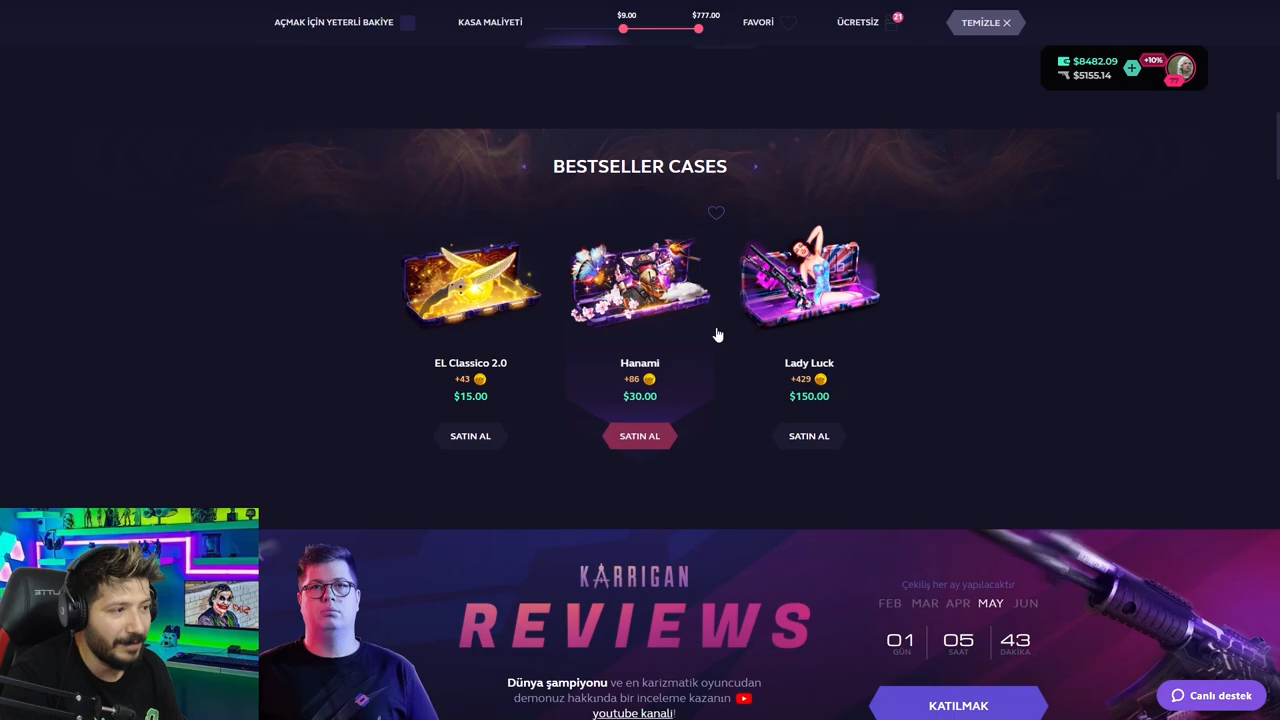 AÇMAK İÇİN YETERLİ BAKİYE
KASA MALİYETİ
$9.00
$777.00
FAVORİ
ÜCRETSİZ
21
TEMİZLE
$8482.09
$5155.14
+10%
77
BESTSELLER CASES
EL Classico 2.0
+43
$15.00
SATIN AL
Hanami
+86
$30.00
SATIN AL
Lady Luck
+429
$150.00
SATIN AL
KARRIGAN
REVIEWS
Dünya şampiyonu ve en karizmatik oyuncudan
demonuz hakkında bir inceleme kazanın
youtube kanali!
Çekiliş her ay yapılacaktır
FEB MAR APR MAY JUN
01 05 43
GÜN SAAT DAKİKA
KATILMAK
Canlı destek